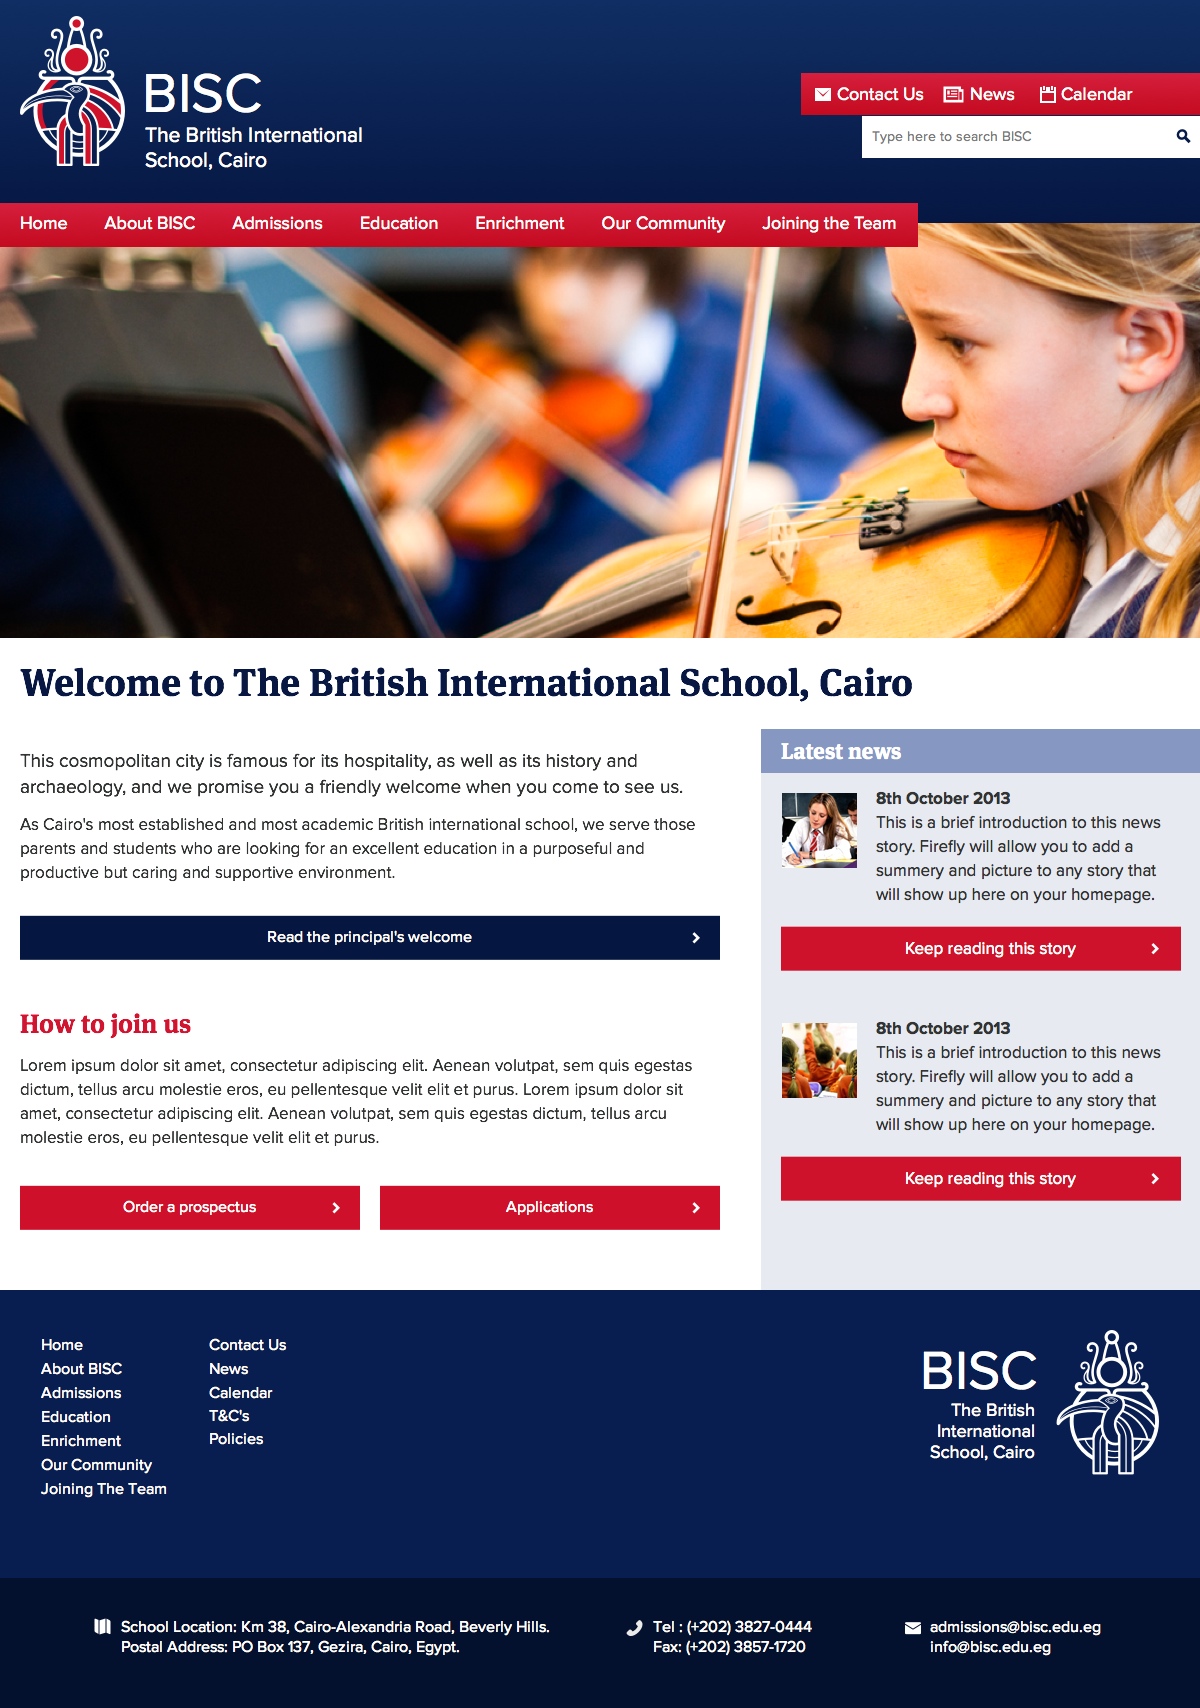 BISC
The British International
School, Cairo
Contact Us News Calendar
Type here to search BISC
Home About BISC Admissions Education Enrichment Our Community Joining the Team
Welcome to The British International School, Cairo
This cosmopolitan city is famous for its hospitality, as well as its history and
archaeology, and we promise you a friendly welcome when you come to see us.
As Cairo's most established and most academic British international school, we serve those
parents and students who are looking for an excellent education in a purposeful and
productive but caring and supportive environment.
Read the principal's welcome
How to join us
Lorem ipsum dolor sit amet, consectetur adipiscing elit. Aenean volutpat, sem quis egestas
dictum, tellus arcu molestie eros, eu pellentesque velit elit et purus. Lorem ipsum dolor sit
amet, consectetur adipiscing elit. Aenean volutpat, sem quis egestas dictum, tellus arcu
molestie eros, eu pellentesque velit elit et purus.
Order a prospectus
Applications
Latest news
8th October 2013
This is a brief introduction to this news
story. Firefly will allow you to add a
summery and picture to any story that
will show up here on your homepage.
Keep reading this story
8th October 2013
This is a brief introduction to this news
story. Firefly will allow you to add a
summery and picture to any story that
will show up here on your homepage.
Keep reading this story
Home
About BISC
Admissions
Education
Enrichment
Our Community
Joining The Team
Contact Us
News
Calendar
T&C's
Policies
BISC
The British
International
School, Cairo
School Location: Km 38, Cairo-Alexandria Road, Beverly Hills.
Postal Address: PO Box 137, Gezira, Cairo, Egypt.
Tel : (+202) 3827-0444
Fax: (+202) 3857-1720
admissions@bisc.edu.eg
info@bisc.edu.eg